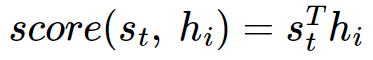 score(s_t, h_i) = s_t^T h_i